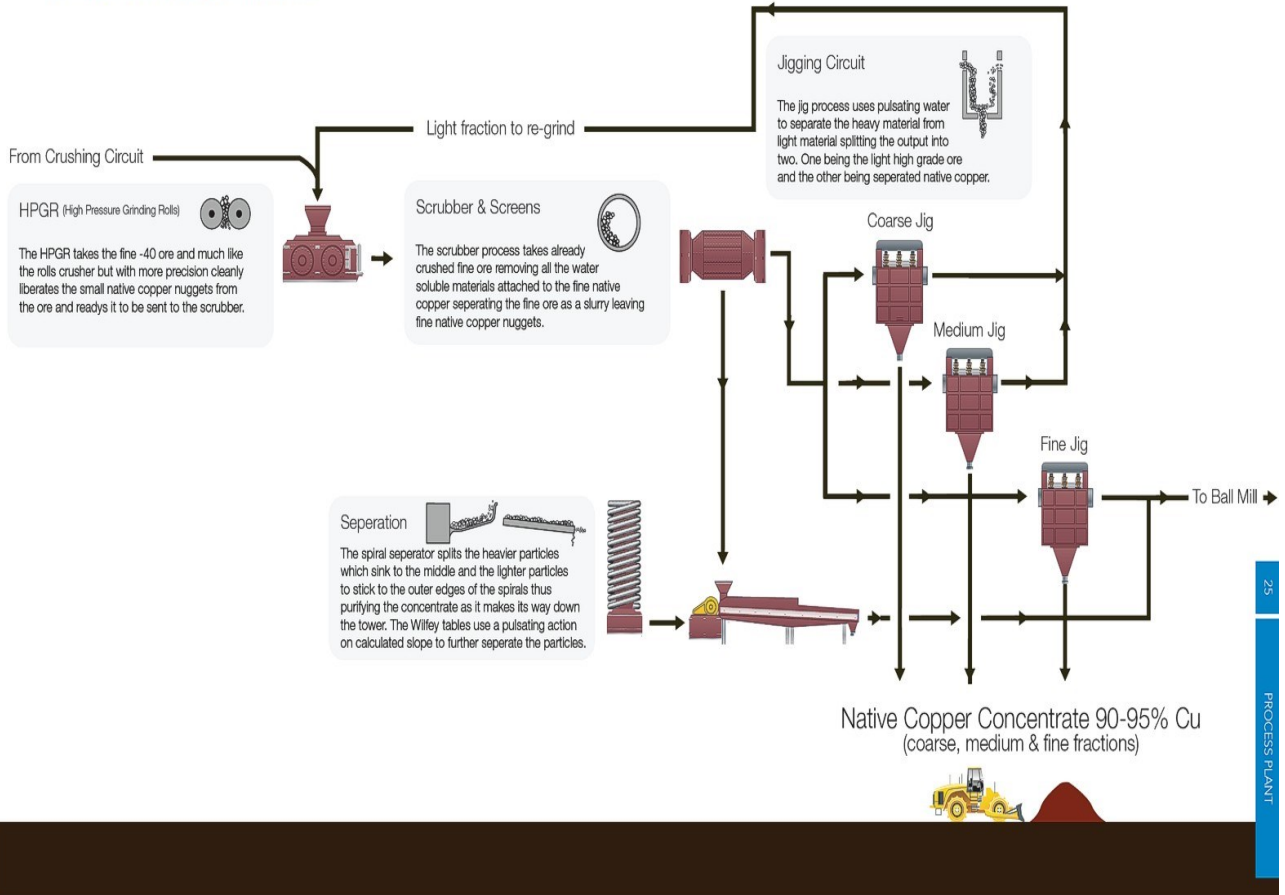 Jigging Circuit
The jig process uses pulsating water
to separate the heavy material from
light material splitting the output into
two. One being the light high grade ore
and the other being seperated native copper.
Light fraction to re-grind
From Crushing Circuit
HPGR (High Pressure Grinding Rolls)
The HPGR takes the fine -40 ore and much like
the rolls crusher but with more precision cleanly
liberates the small native copper nuggets from
the ore and readys it to be sent to the scrubber.
Scrubber & Screens
The scrubber process takes already
crushed fine ore removing all the water
soluble materials attached to the fine native
copper seperating the fine ore as a slurry leaving
fine native copper nuggets.
Coarse Jig
Medium Jig
Fine Jig
To Ball Mill
Seperation
The spiral seperator splits the heavier particles
which sink to the middle and the lighter particles
to stick to the outer edges of the spirals thus
purifying the concentrate as it makes its way down
the tower. The Wilfey tables use a pulsating action
on calculated slope to further seperate the particles.
Native Copper Concentrate 90-95% Cu
(coarse, medium & fine fractions)
25
PROCESS PLANT